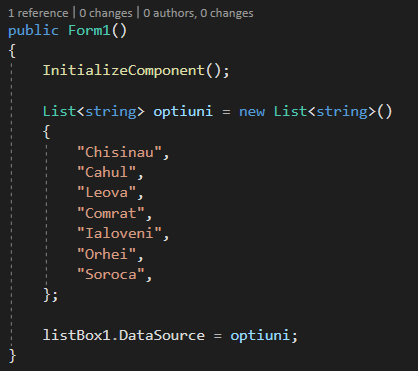 1 reference | 0 changes | 0 authors, 0 changes
public Form1()
{
InitializeComponent();
List<string> optiuni = new List<string>()
{
"Chisinau",
"Cahul",
"Leova",
"Comrat",
"Ialoveni",
"Orhei",
"Soroca",
};
listBox1.DataSource = optiuni;
}